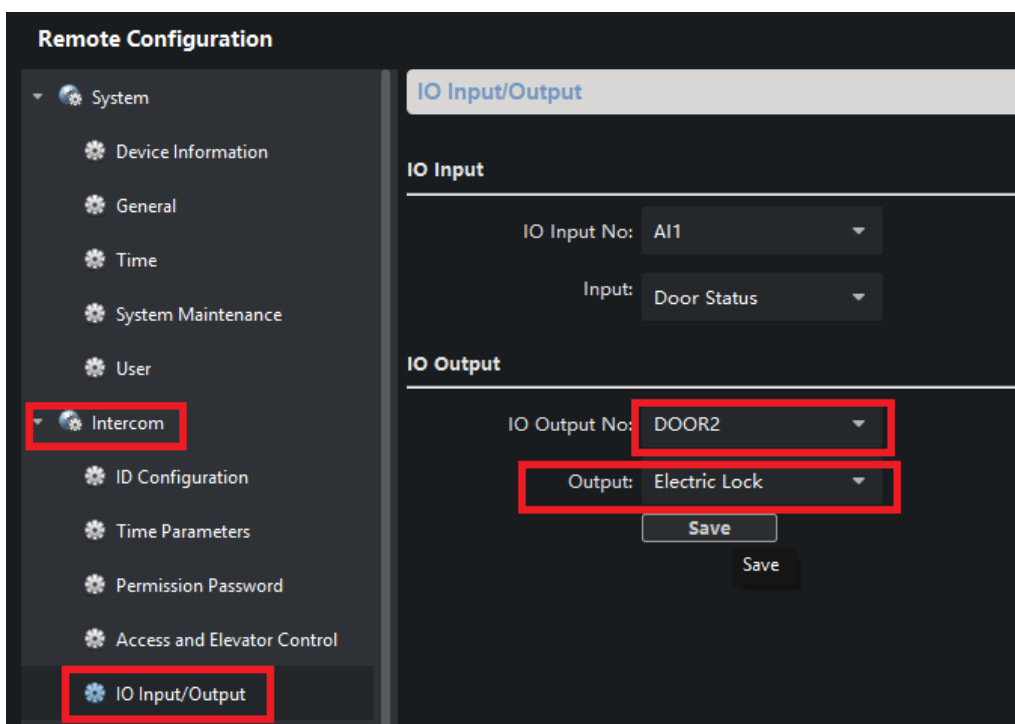 Remote Configuration
System
Device Information
General
Time
System Maintenance
User
Intercom
ID Configuration
Time Parameters
Permission Password
Access and Elevator Control
IO Input/Output
IO Input/Output
IO Input
IO Input No: AI1
Input: Door Status
IO Output
IO Output No: DOOR2
Output: Electric Lock
Save
Save